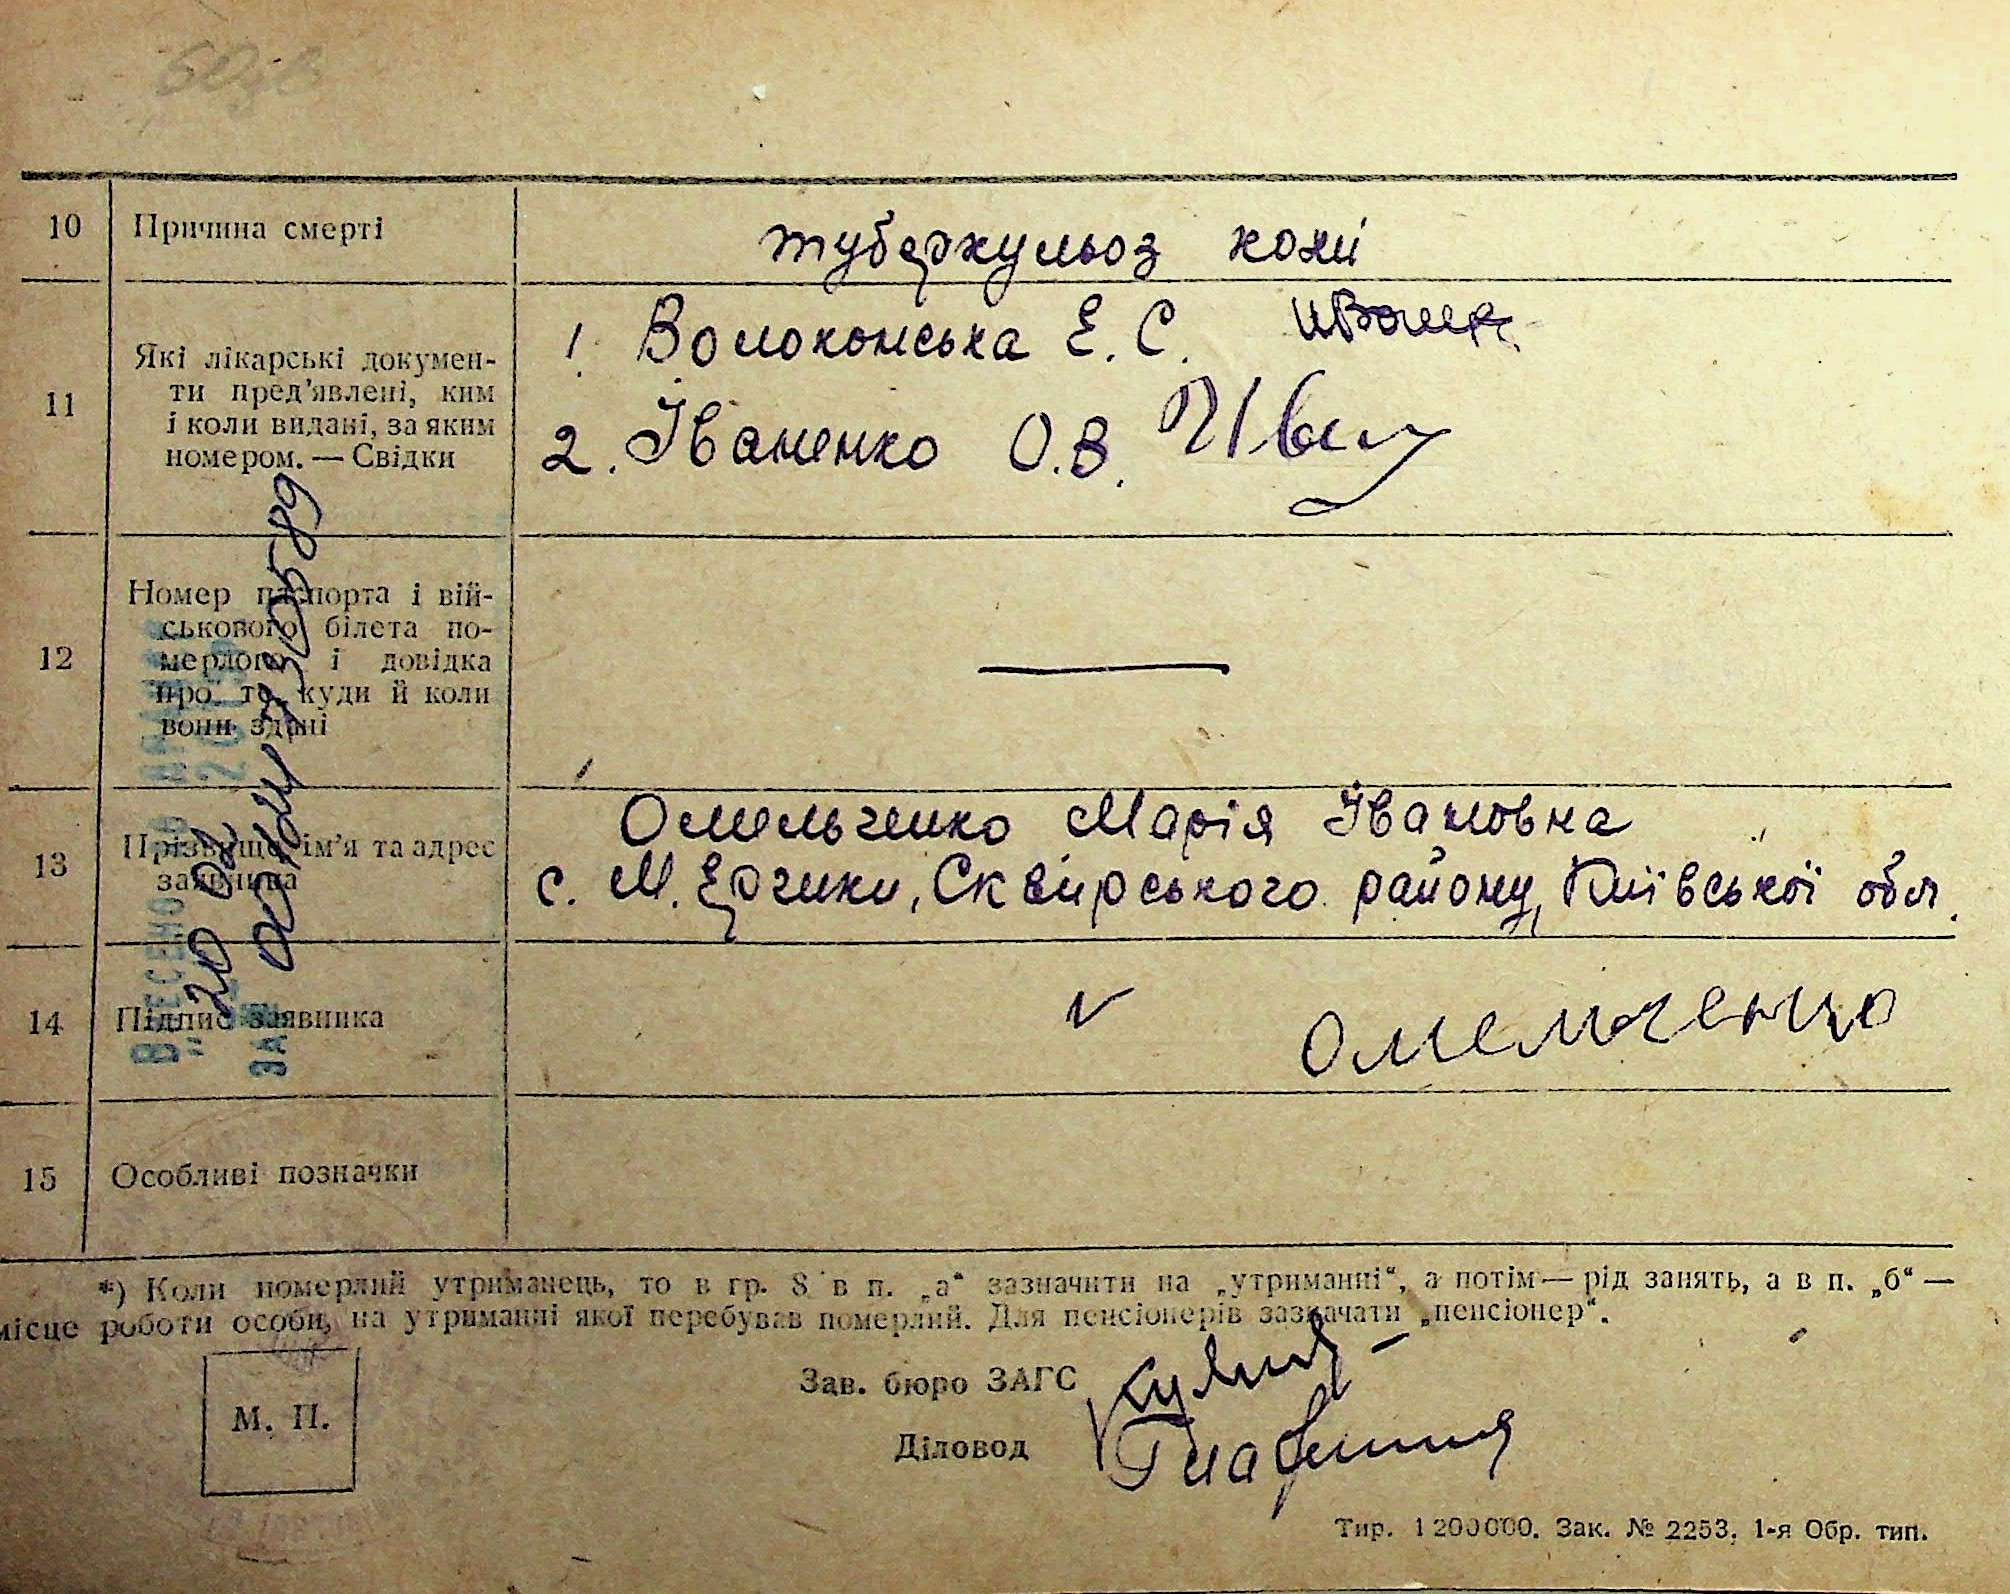 10 Причина смерті туберкульоз кожи
11 Які лікарські докумен-
ти пред'явлені, ким
і коли видані, за яким
номером. — Свідки
1. Волоконська Е. С.
2. Іваненко О.В.
12 Номер паспорта і вій-
ськового білета по-
мерлого і довідка
про те, куди й коли
вони здані
—
13 Прізвище, ім'я та адрес
заявника
Омельченко Марія Івановна
с. М. Ерчики, Сквирського району, Київської обл.
14 Підпис заявника
Омельченко
15 Особливі позначки
*) Коли померлий утриманець, то в гр. 8 в п. „а“ зазначити на „утриманні“, а потім — рід занять, а в п. „б“ —
місце роботи особи, на утриманні якої перебував померлий. Для пенсіонерів зазначати „пенсіонер“.
М. П.
Зав. бюро ЗАГС
Діловод
Тир. 1200000. Зак. № 2253. 1-я Обр. тип.